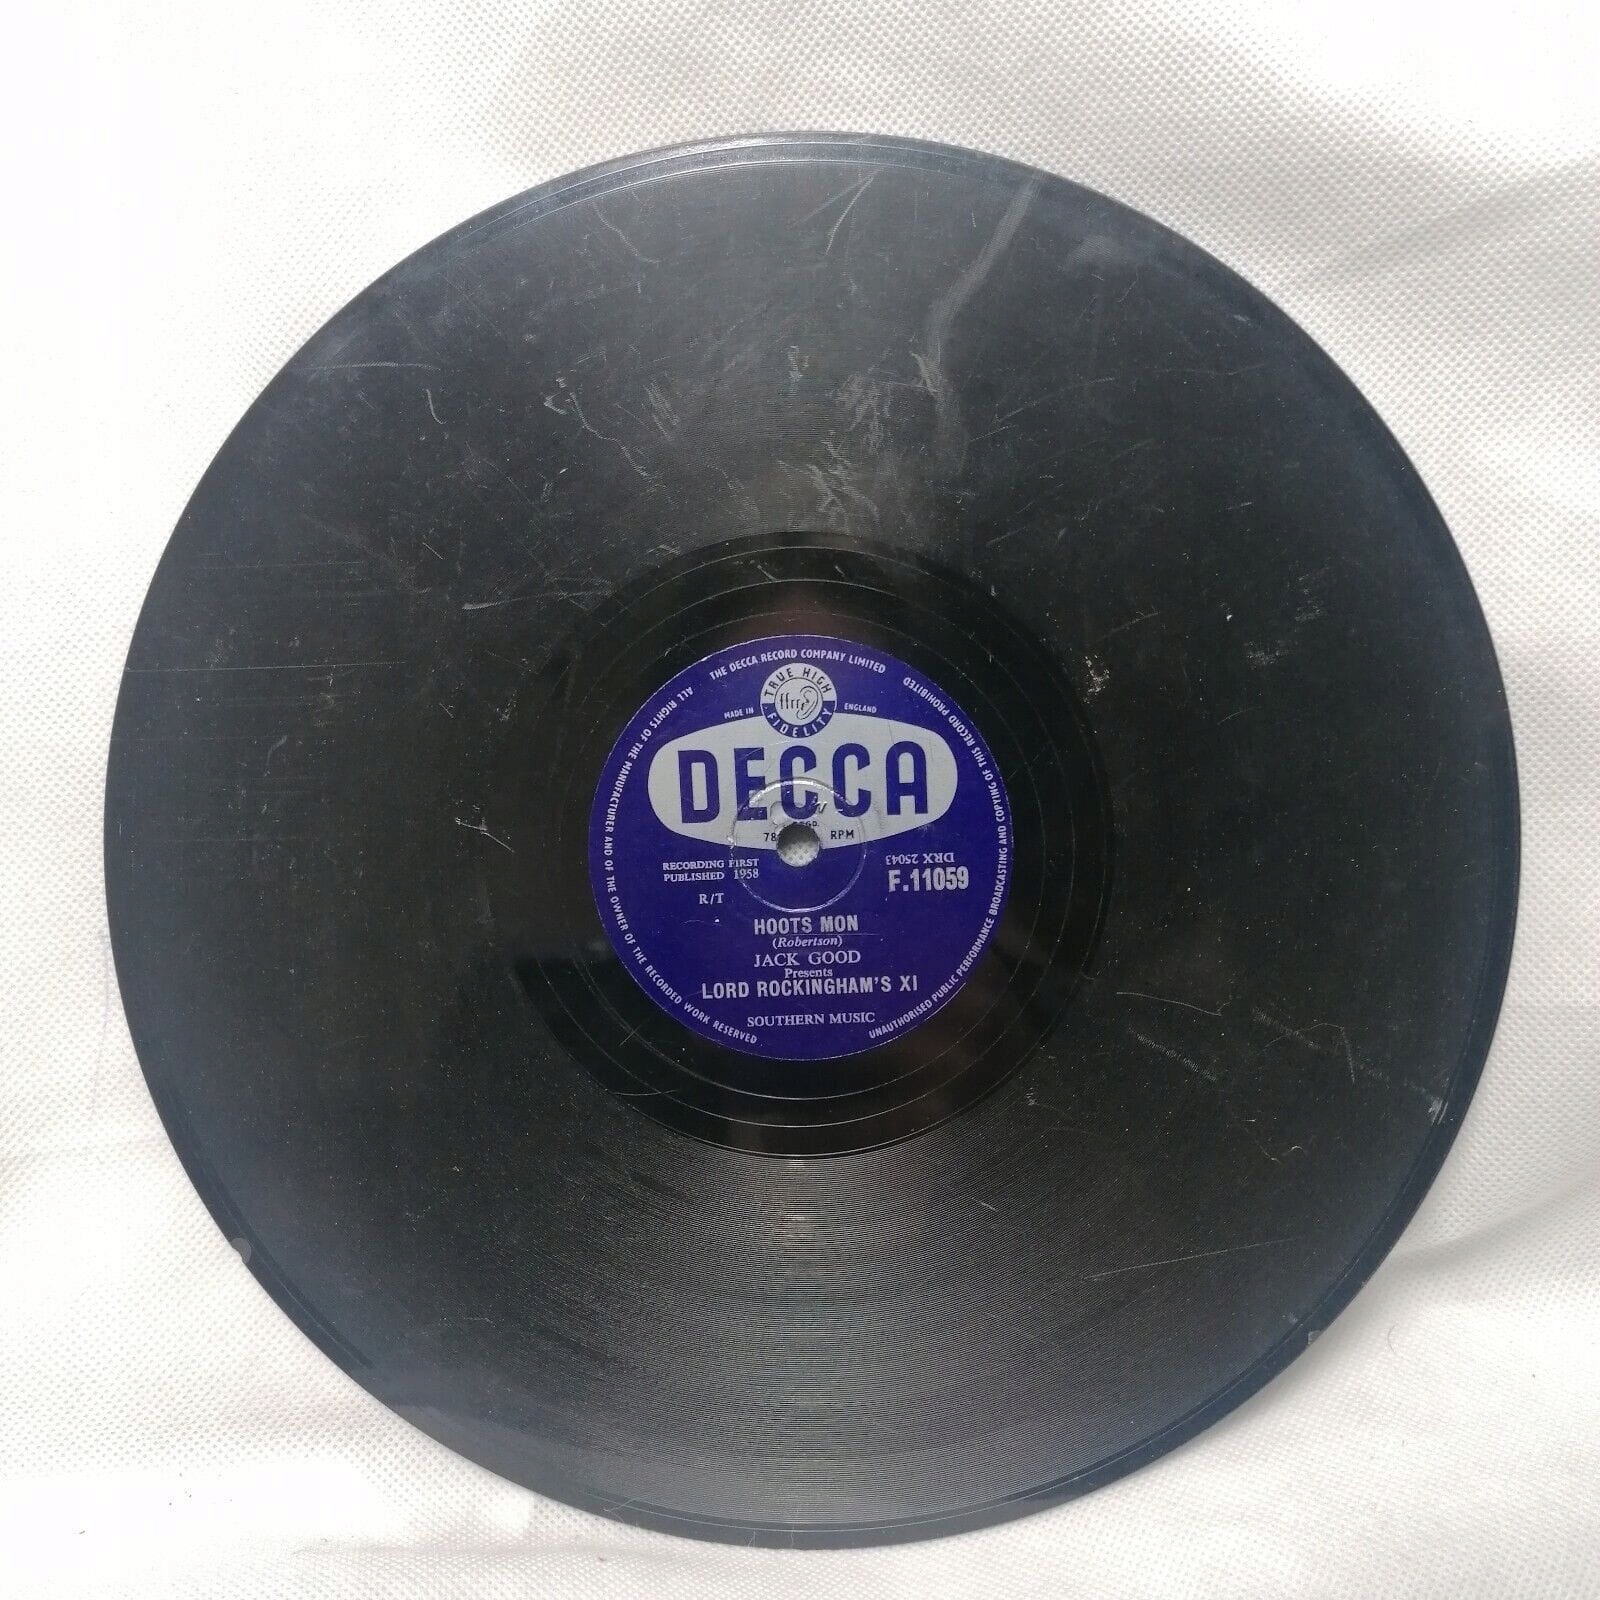 THE DECCA RECORD COMPANY LIMITED
ALL RIGHTS OF THE MANUFACTURER AND OF THE OWNER OF THE RECORDED WORK RESERVED
UNAUTHORISED PUBLIC PERFORMANCE BROADCASTING AND COPYING OF THIS RECORD PROHIBITED
TRUE HIGH FIDELITY
ffrr
MADE IN ENGLAND
DECCA
REGD.
78 RPM
RECORDING FIRST
PUBLISHED 1958
DRX 25043
F.11059
R/T
HOOTS MON
(Robertson)
JACK GOOD
Presents
LORD ROCKINGHAM'S XI
SOUTHERN MUSIC